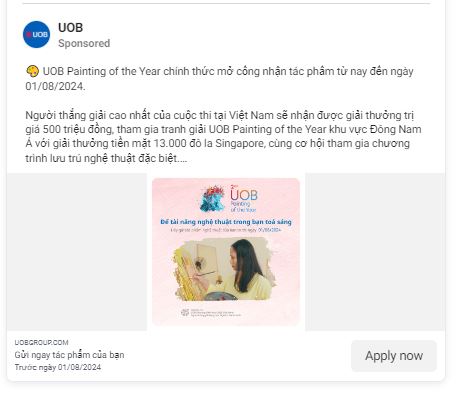 UOB
Sponsored
🎨 UOB Painting of the Year chính thức mở cổng nhận tác phẩm từ nay đến ngày
01/08/2024.
Người thắng giải cao nhất của cuộc thi tại Việt Nam sẽ nhận được giải thưởng trị
giá 500 triệu đồng, tham gia tranh giải UOB Painting of the Year khu vực Đông Nam
Á với giải thưởng tiền mặt 13.000 đô la Singapore, cùng cơ hội tham gia chương
trình lưu trú nghệ thuật đặc biệt....
UOB
Painting
of the Year
Để tài năng nghệ thuật trong bạn toả sáng
UOBGROUP.COM
Gửi ngay tác phẩm của bạn
Trước ngày 01/08/2024
Apply now